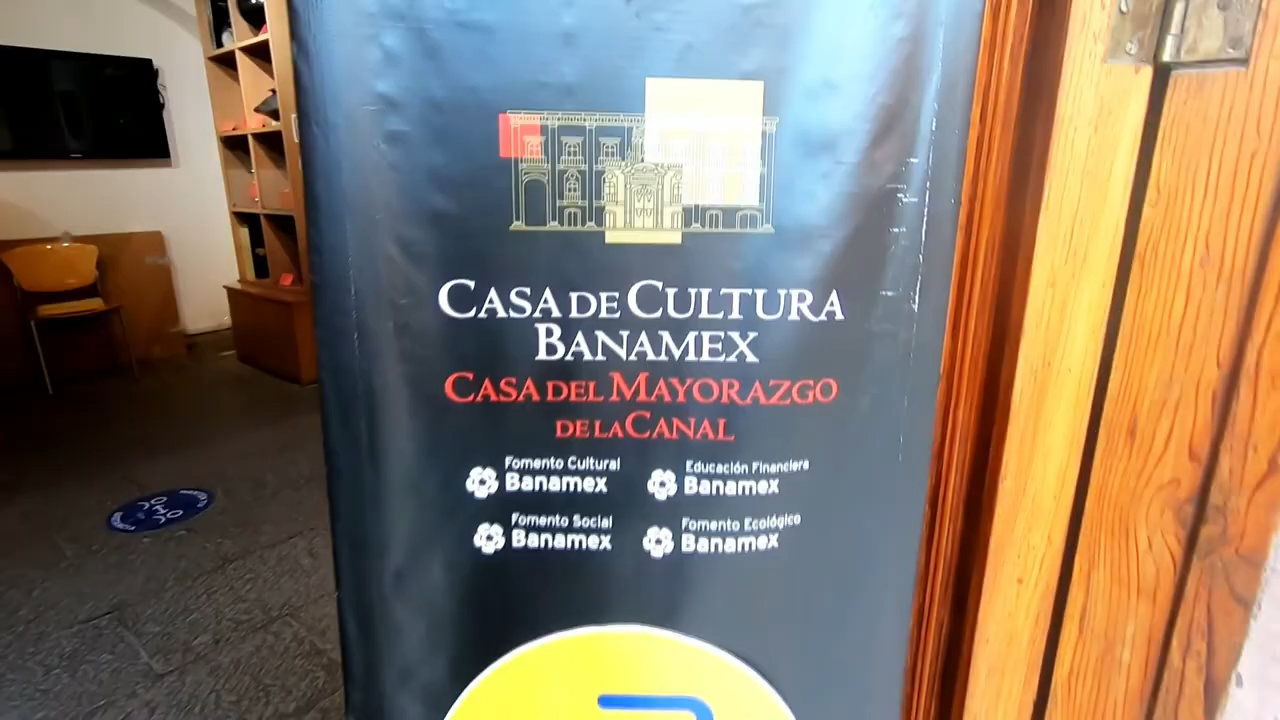 CASA DE CULTURA
BANAMEX
CASA DEL MAYORAZGO
DE LA CANAL
Fomento Cultural
Banamex
Educación Financiera
Banamex
Fomento Social
Banamex
Fomento Ecológico
Banamex